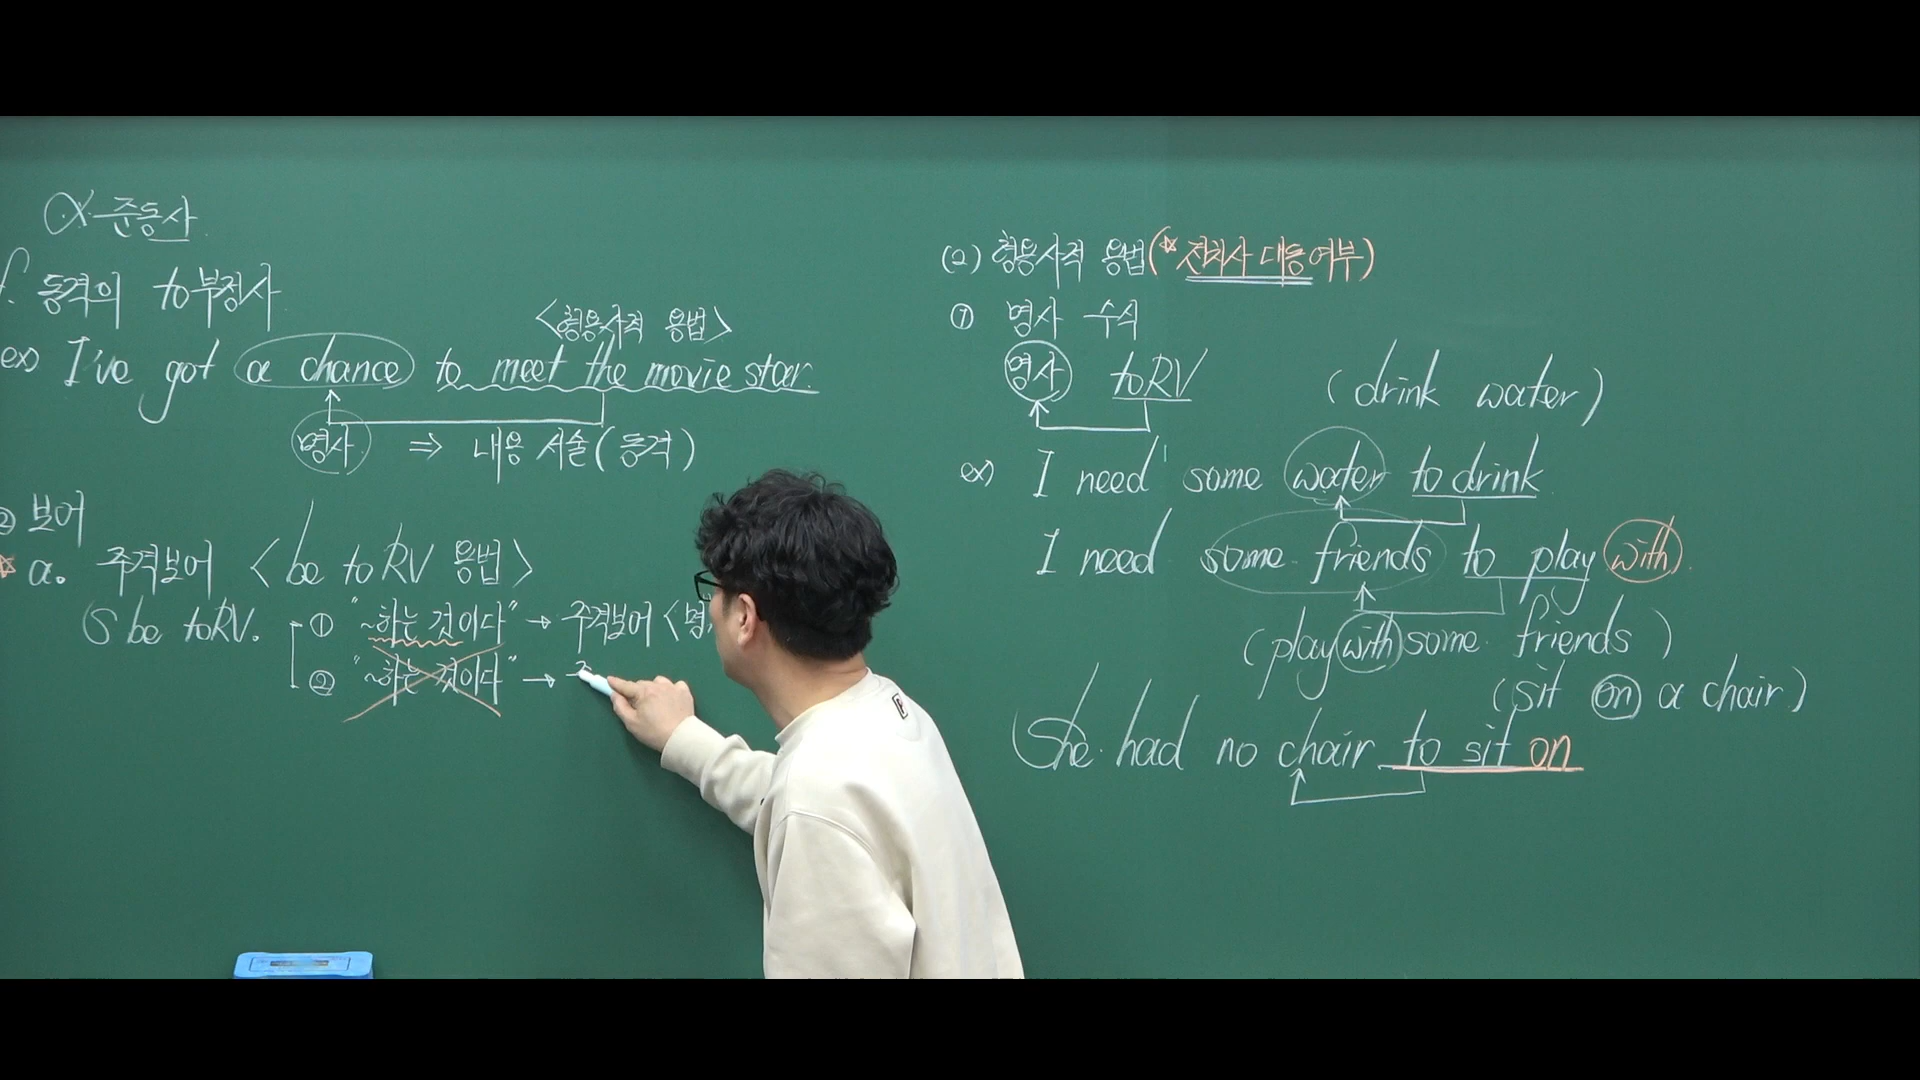 준동사
f. 동격의 to부정사
<형용사적 용법>
ex) I've got a chance to meet the movie star.
명사 ⇒ 내용 서술(동격)
② 보어
☆ a. 주격보어 <be to RV 용법>
S be toRV. ① "~하는 것이다" → 주격보어 <명
② "~하는 것이다" →
(2) 형용사적 용법(☆전치사 대동여부)
① 명사 수식
명사 toRV (drink water)
ex) I need some water to drink
I need some friends to play with.
(play with some friends)
(sit on a chair)
She had no chair to sit on